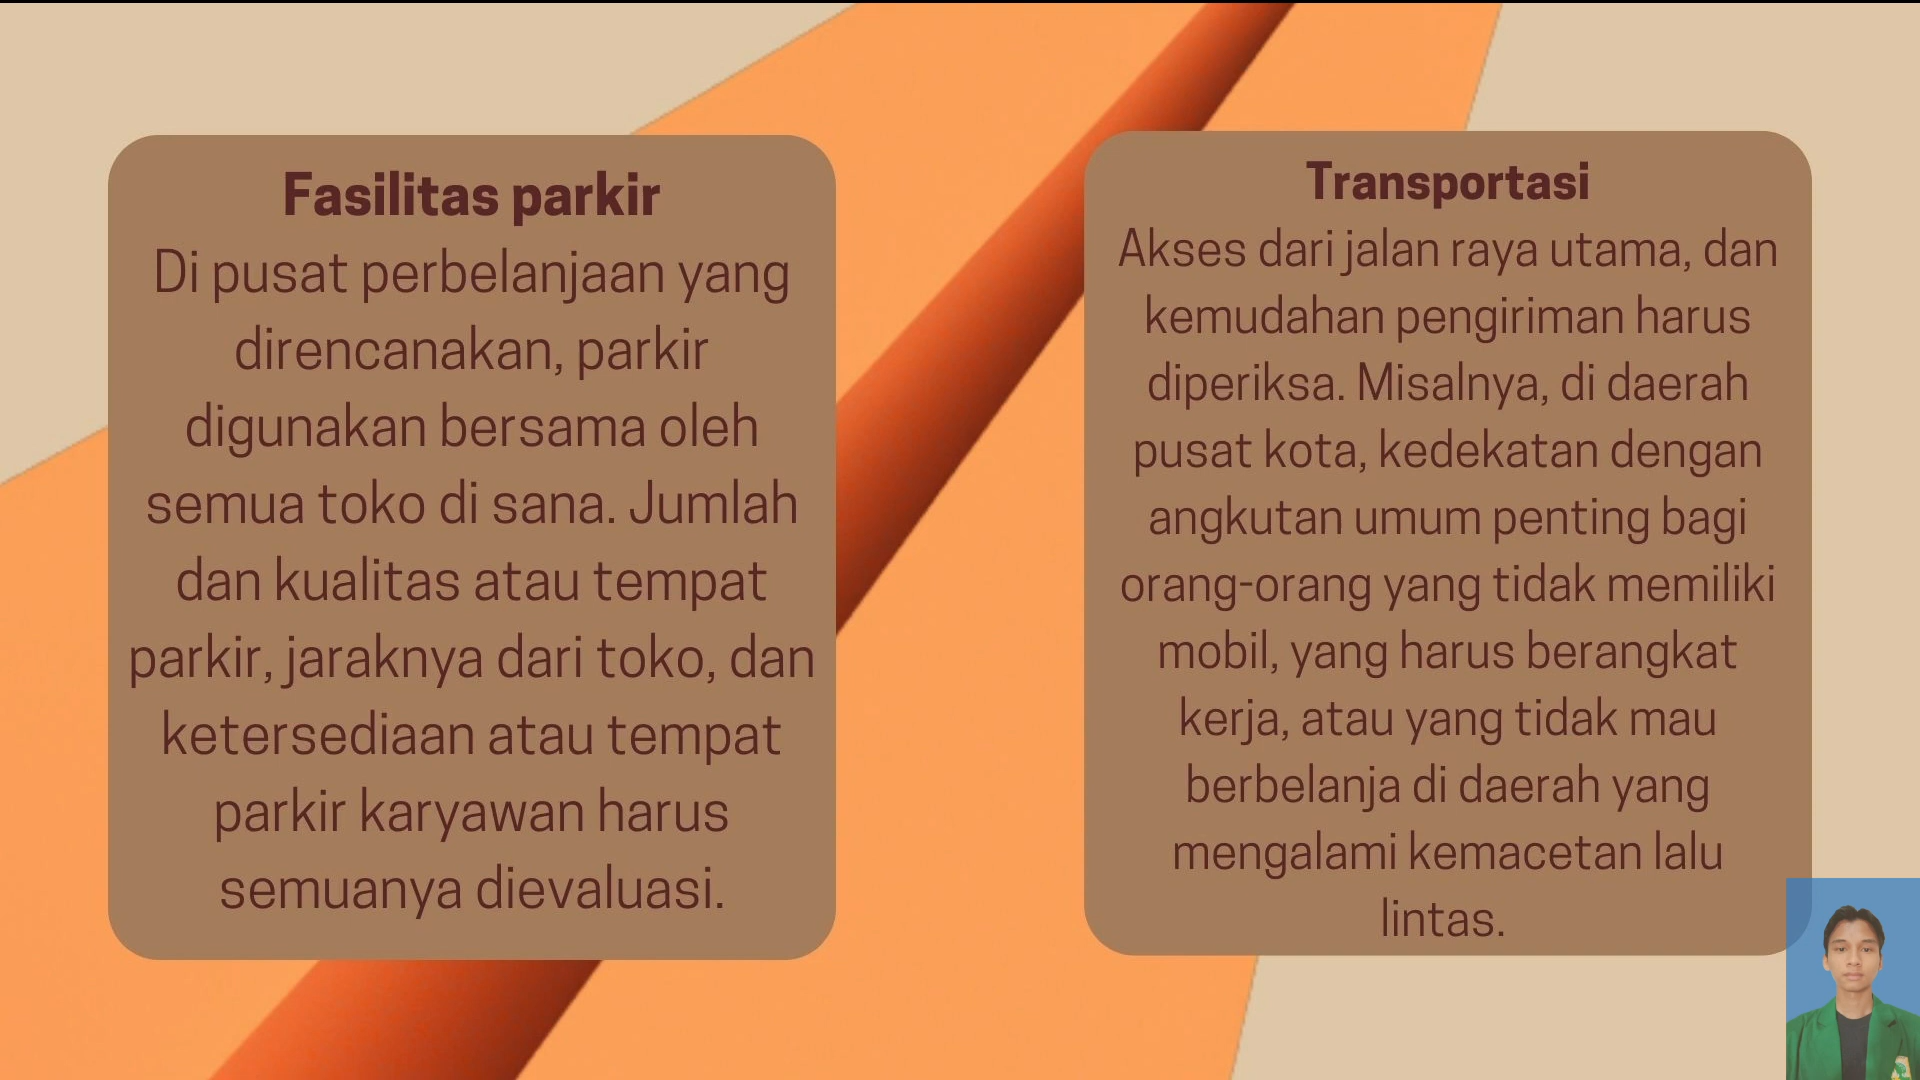 Fasilitas parkir
Di pusat perbelanjaan yang
direncanakan, parkir
digunakan bersama oleh
semua toko di sana. Jumlah
dan kualitas atau tempat
parkir, jaraknya dari toko, dan
ketersediaan atau tempat
parkir karyawan harus
semuanya dievaluasi.
Transportasi
Akses dari jalan raya utama, dan
kemudahan pengiriman harus
diperiksa. Misalnya, di daerah
pusat kota, kedekatan dengan
angkutan umum penting bagi
orang-orang yang tidak memiliki
mobil, yang harus berangkat
kerja, atau yang tidak mau
berbelanja di daerah yang
mengalami kemacetan lalu
lintas.